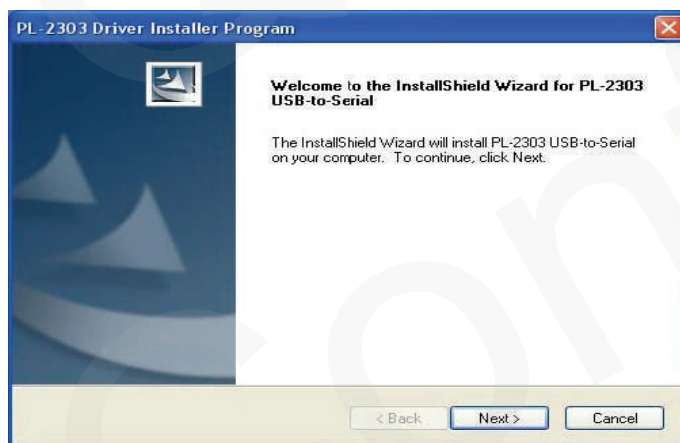 PL-2303 Driver Installer Program
Welcome to the InstallShield Wizard for PL-2303
USB-to-Serial
The InstallShield Wizard will install PL-2303 USB-to-Serial
on your computer. To continue, click Next.
< Back
Next >
Cancel